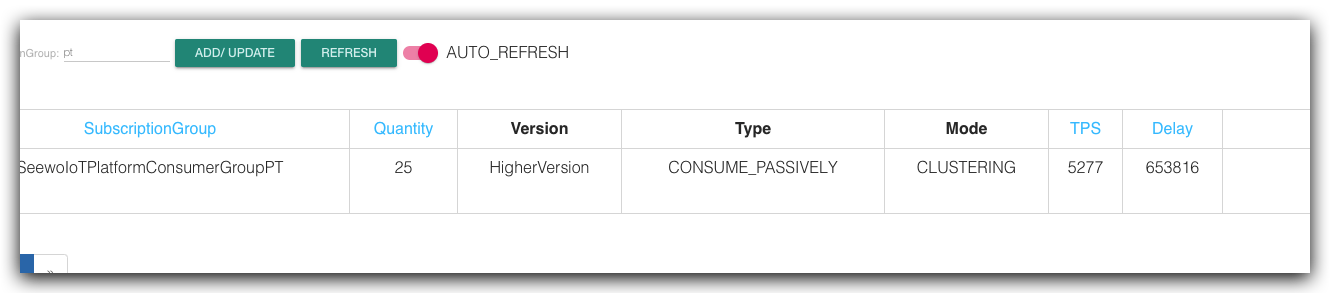 nGroup: pt ADD/ UPDATE REFRESH AUTO_REFRESH
SubscriptionGroup Quantity Version Type Mode TPS Delay
SeewoIoTPlatformConsumerGroupPT 25 HigherVersion CONSUME_PASSIVELY CLUSTERING 5277 653816
»